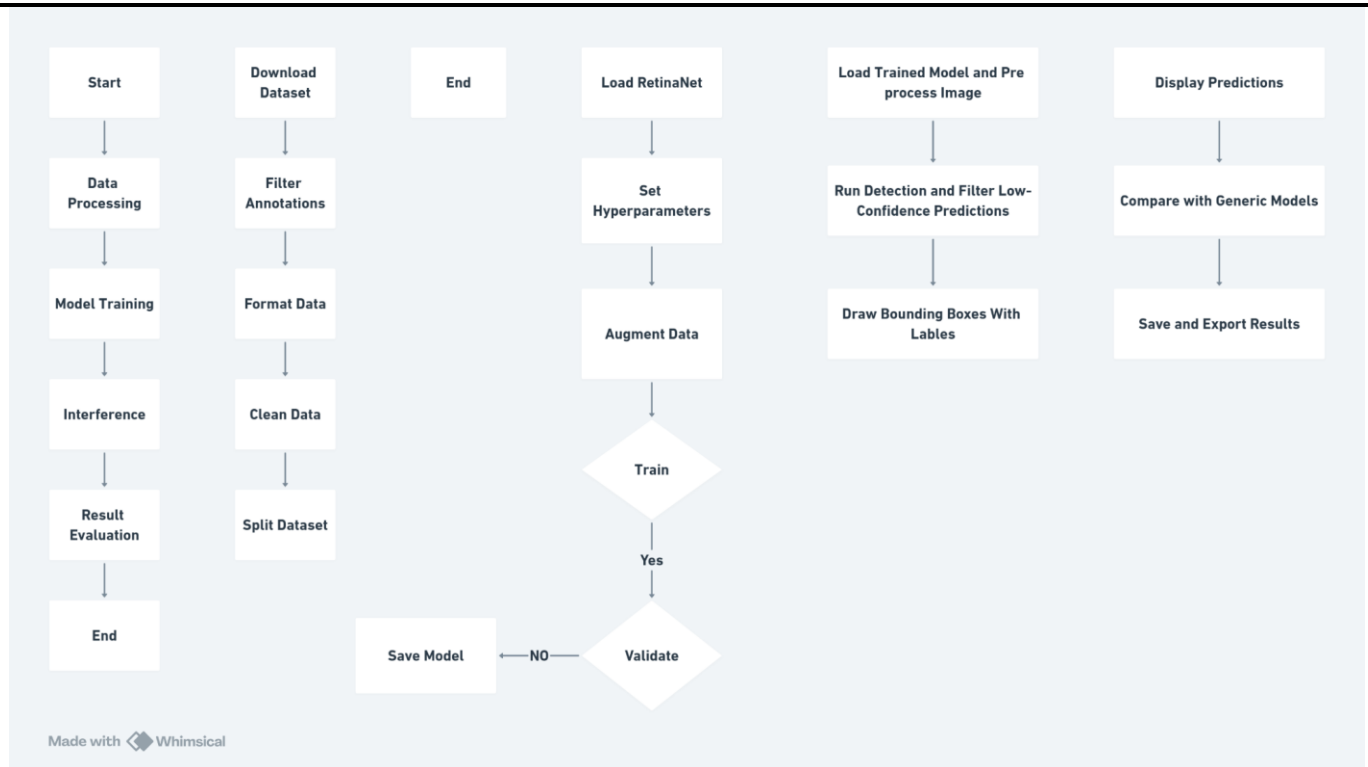 Start
Data
Processing
Model Training
Interference
Result
Evaluation
End
Download
Dataset
Filter
Annotations
Format Data
Clean Data
Split Dataset
End
Load RetinaNet
Set
Hyperparameters
Augment Data
Train
Yes
Validate
NO
Save Model
Load Trained Model and Pre
process Image
Run Detection and Filter Low-
Confidence Predictions
Draw Bounding Boxes With
Lables
Display Predictions
Compare with Generic Models
Save and Export Results
Made with Whimsical